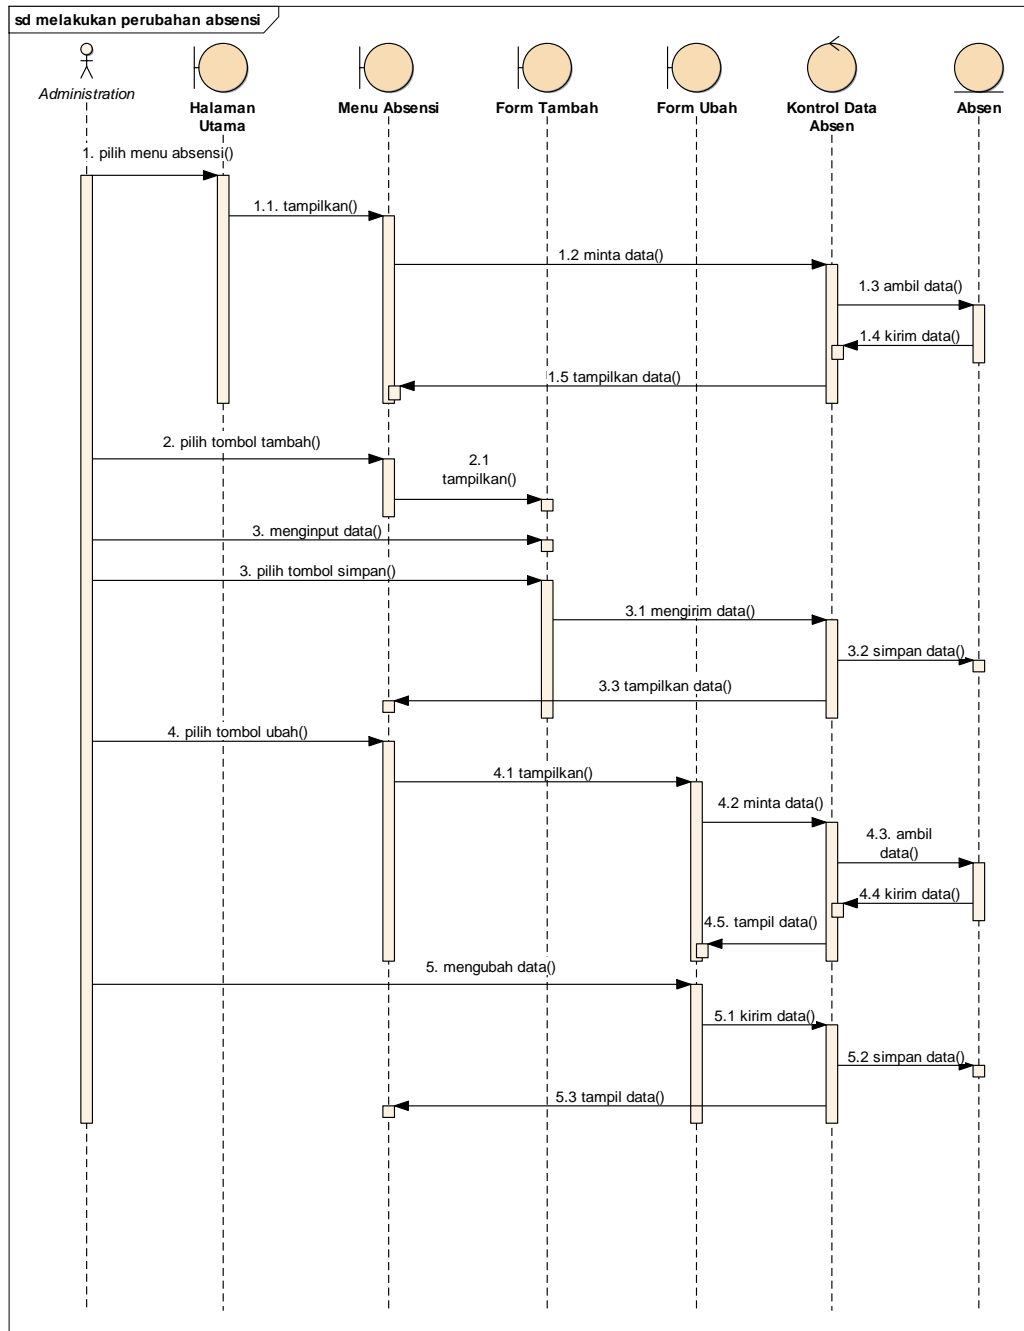 sd melakukan perubahan absensi
Administration
Halaman
Utama
Menu Absensi
Form Tambah
Form Ubah
Kontrol Data
Absen
Absen
1. pilih menu absensi()
1.1. tampilkan()
1.2 minta data()
1.3 ambil data()
1.4 kirim data()
1.5 tampilkan data()
2. pilih tombol tambah()
2.1
tampilkan()
3. menginput data()
3. pilih tombol simpan()
3.1 mengirim data()
3.2 simpan data()
3.3 tampilkan data()
4. pilih tombol ubah()
4.1 tampilkan()
4.2 minta data()
4.3. ambil
data()
4.4 kirim data()
4.5. tampil data()
5. mengubah data()
5.1 kirim data()
5.2 simpan data()
5.3 tampil data()